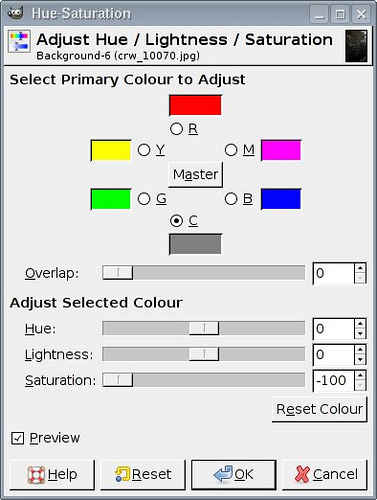 Hue-Saturation
Adjust Hue / Lightness / Saturation
Background-6 (crw_10070.jpg)
Select Primary Colour to Adjust
R
Y M
Master
G B
C
Overlap: 0
Adjust Selected Colour
Hue: 0
Lightness: 0
Saturation: -100
Reset Colour
Preview
Help Reset OK Cancel